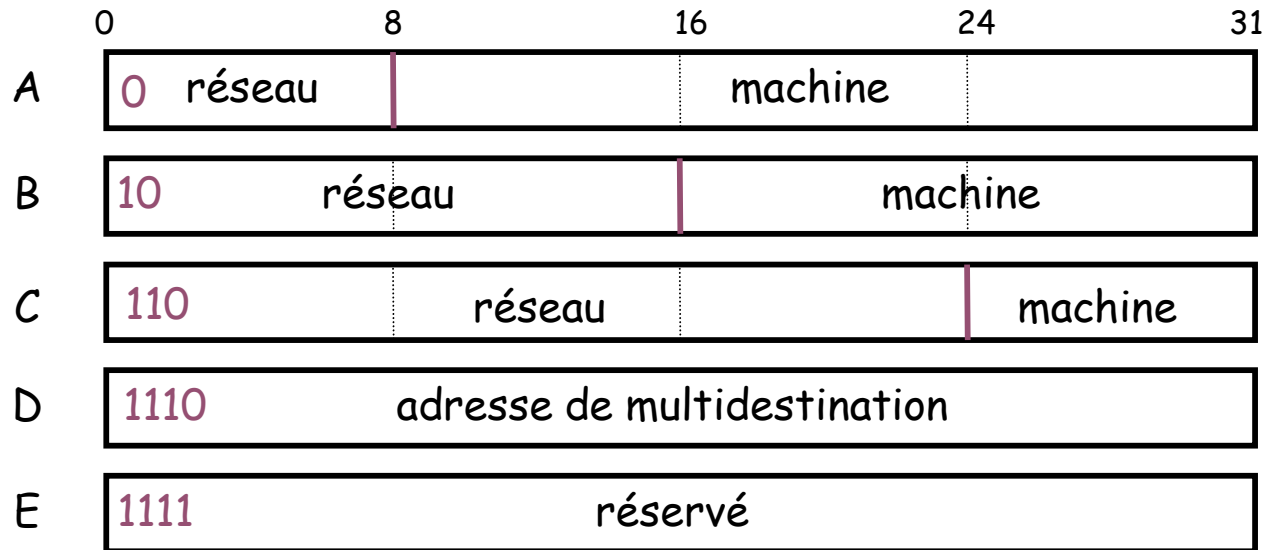 0 8 16 24 31
A 0 réseau machine
B 10 réseau machine
C 110 réseau machine
D 1110 adresse de multidestination
E 1111 réservé